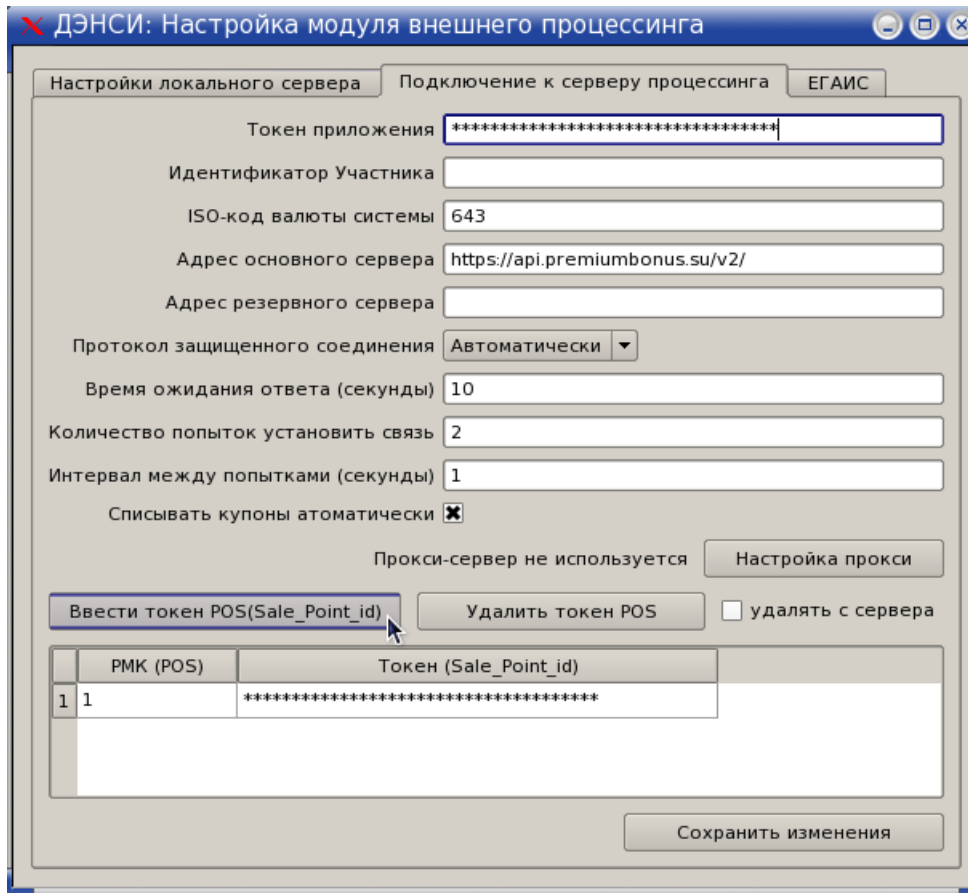 ДЭНСИ: Настройка модуля внешнего процессинга
Настройки локального сервера Подключение к серверу процессинга ЕГАИС
Токен приложения **********************************
Идентификатор Участника
ISO-код валюты системы 643
Адрес основного сервера https://api.premiumbonus.su/v2/
Адрес резервного сервера
Протокол защищенного соединения Автоматически
Время ожидания ответа (секунды) 10
Количество попыток установить связь 2
Интервал между попытками (секунды) 1
Списывать купоны атоматически
Прокси-сервер не используется Настройка прокси
Ввести токен POS(Sale_Point_id) Удалить токен POS удалять с сервера
РМК (POS) Токен (Sale_Point_id)
1 1 *************************************
Сохранить изменения